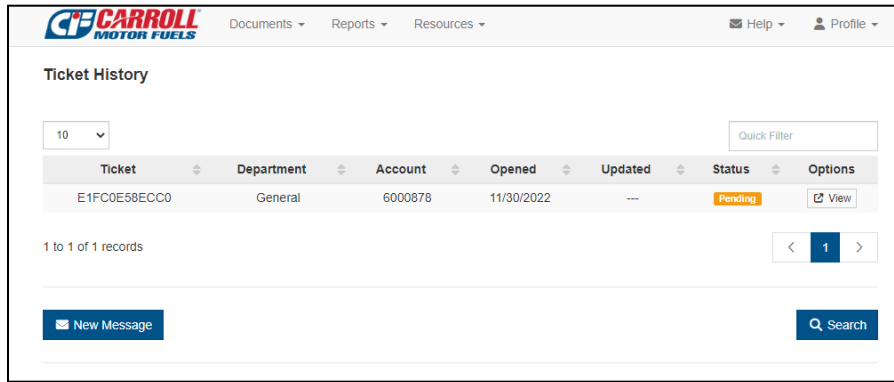 CARROLL
MOTOR FUELS
Documents Reports Resources Help Profile
Ticket History
10 Quick Filter
Ticket Department Account Opened Updated Status Options
E1FC0E58ECC0 General 6000878 11/30/2022 --- Pending View
1 to 1 of 1 records < 1 >
New Message Search